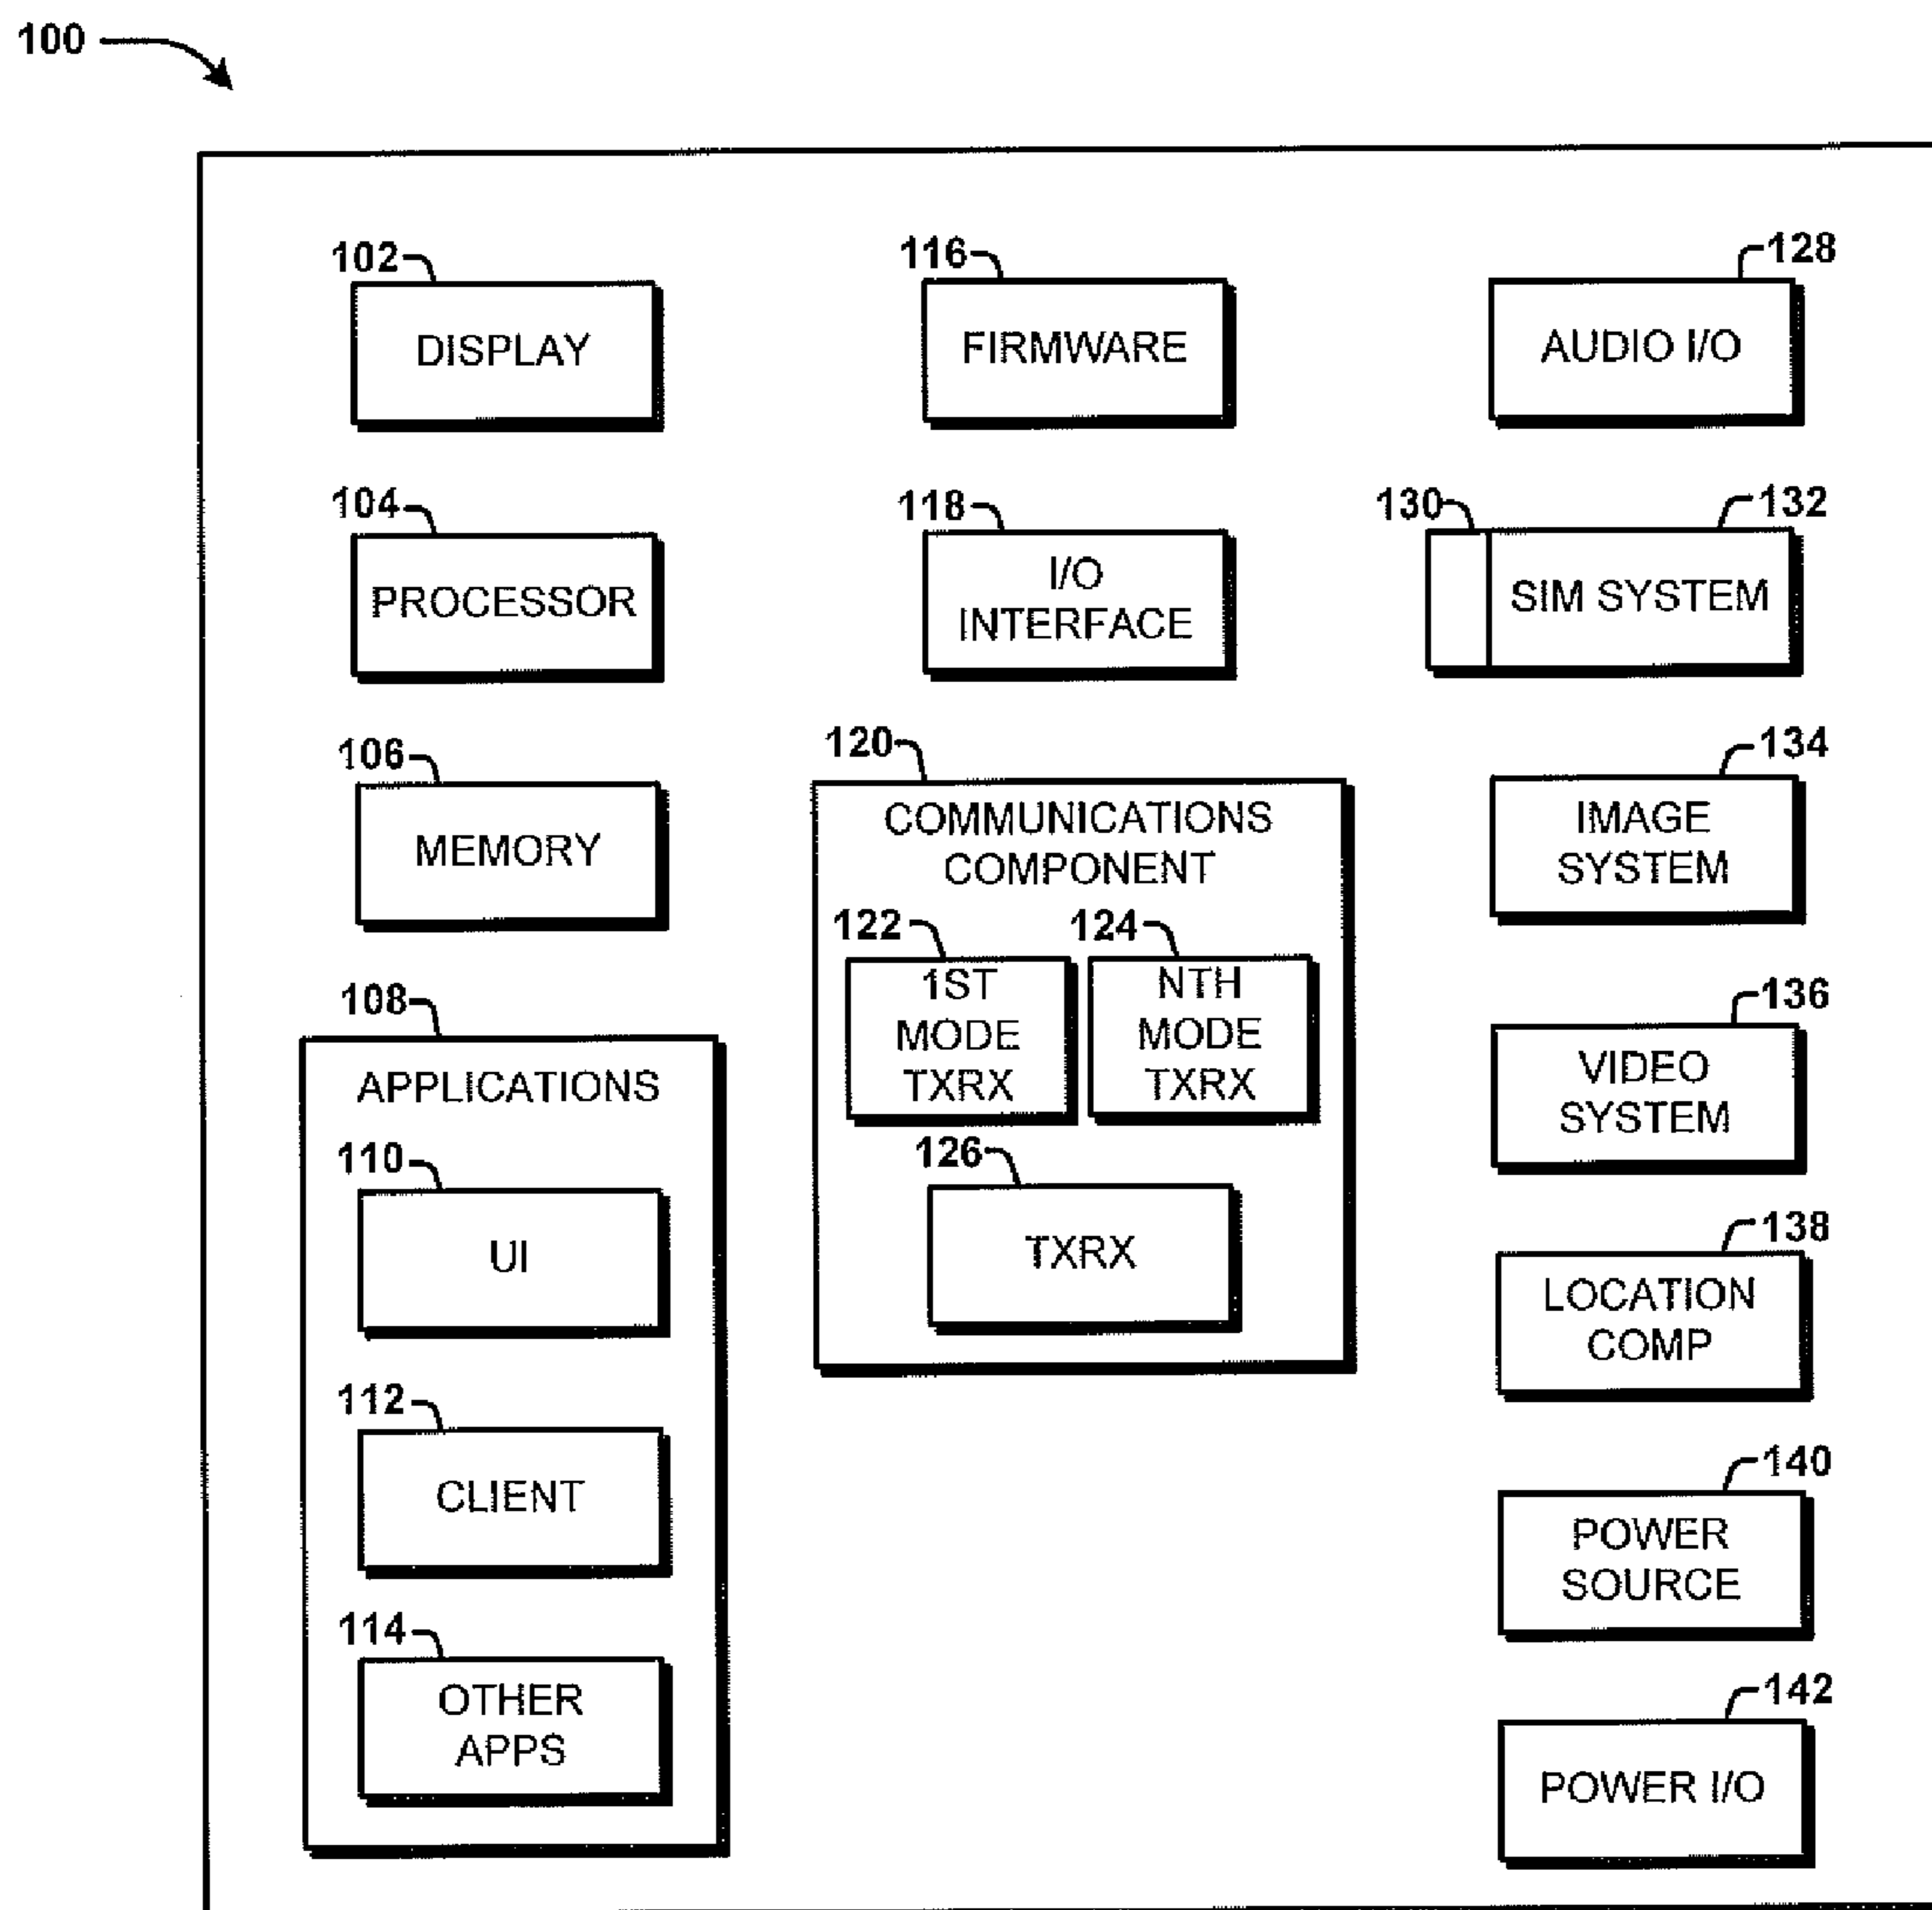 100
102
DISPLAY
104
PROCESSOR
106
MEMORY
108
APPLICATIONS
110
UI
112
CLIENT
114
OTHER
APPS
116
FIRMWARE
118
I/O
INTERFACE
120
COMMUNICATIONS
COMPONENT
122
1ST
MODE
TXRX
124
NTH
MODE
TXRX
126
TXRX
128
AUDIO I/O
130
132
SIM SYSTEM
134
IMAGE
SYSTEM
136
VIDEO
SYSTEM
138
LOCATION
COMP
140
POWER
SOURCE
142
POWER I/O